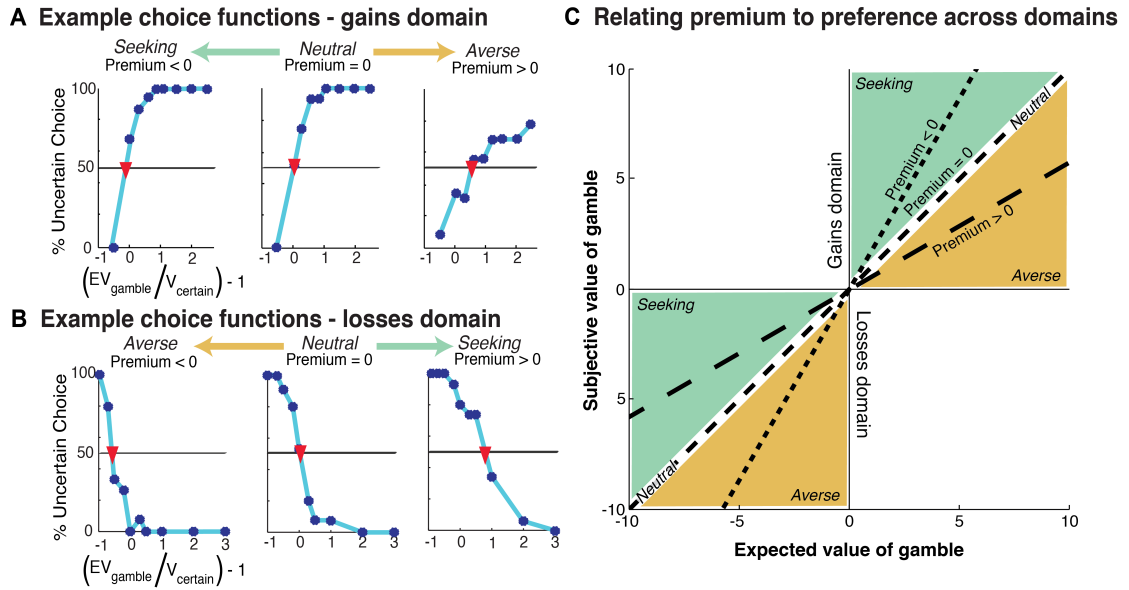 A Example choice functions - gains domain
Seeking Neutral Averse
Premium < 0 Premium = 0 Premium > 0
% Uncertain Choice
100
50
0
-1 0 1 2
-1 0 1 2
-1 0 1 2
(EVgamble/Vcertain) - 1
B Example choice functions - losses domain
Averse Neutral Seeking
Premium < 0 Premium = 0 Premium > 0
% Uncertain Choice
100
50
0
-1 0 1 2 3
-1 0 1 2 3
-1 0 1 2 3
(EVgamble/Vcertain) - 1
C Relating premium to preference across domains
Subjective value of gamble
10
5
0
5
-10
Seeking
Gains domain
Premium < 0
Premium = 0
Neutral
Premium > 0
Averse
Seeking
Losses domain
Neutral
Averse
-10 -5 0 5 10
Expected value of gamble